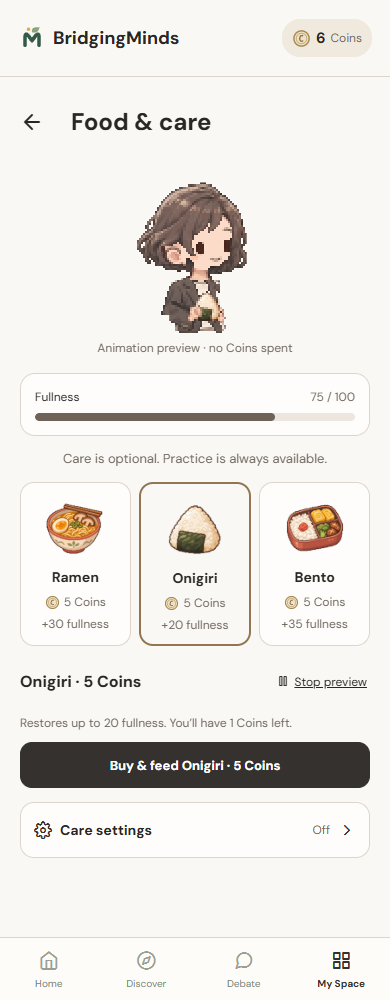 BridgingMinds
6 Coins
Food & care
Animation preview · no Coins spent
Fullness
75 / 100
Care is optional. Practice is always available.
Ramen
5 Coins
+30 fullness
Onigiri
5 Coins
+20 fullness
Bento
5 Coins
+35 fullness
Onigiri · 5 Coins
Stop preview
Restores up to 20 fullness. You’ll have 1 Coins left.
Buy & feed Onigiri · 5 Coins
Care settings
Off
Home
Discover
Debate
My Space